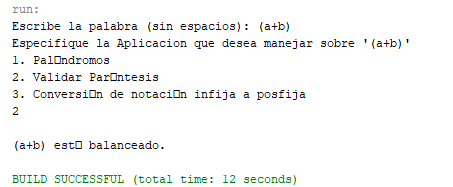 run:
Escribe la palabra (sin espacios): (a+b)
Especifique la Aplicacion que desea manejar sobre '(a+b)'
1. Pal□ndromos
2. Validar Par□ntesis
3. Conversi□n de notaci□n infija a posfija
2
(a+b) est□ balanceado.
BUILD SUCCESSFUL (total time: 12 seconds)